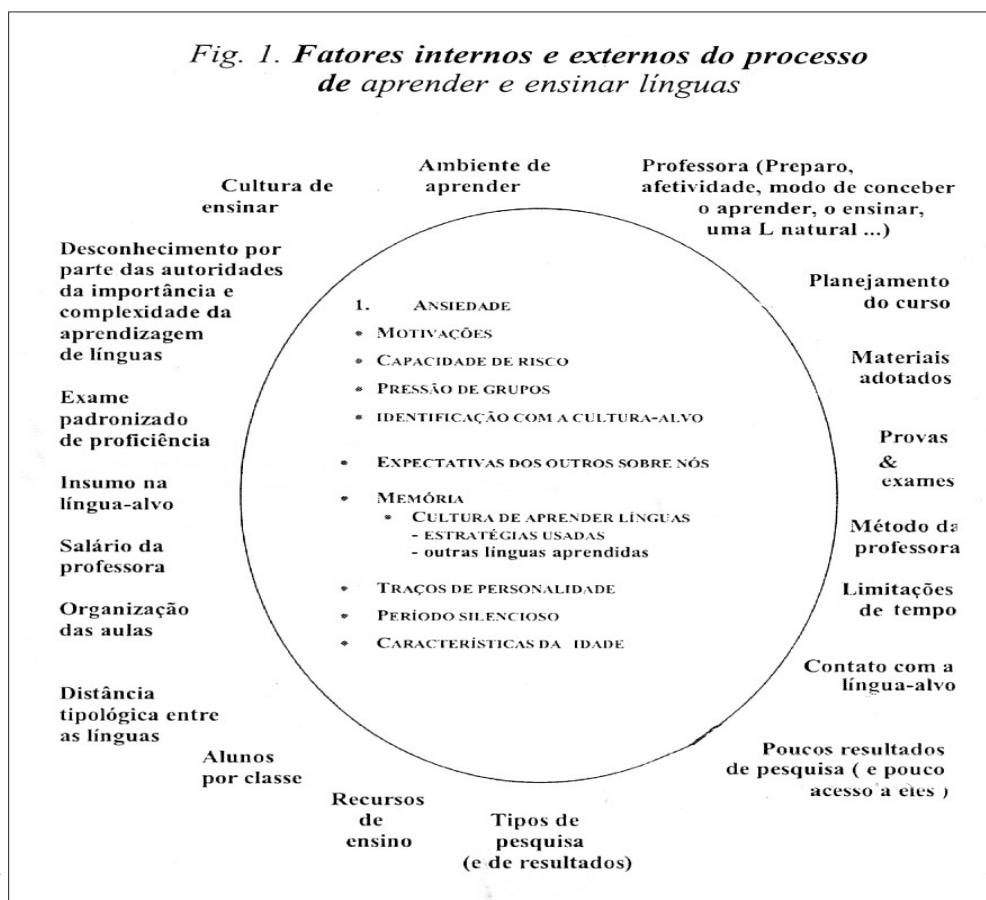 Fig. 1. Fatores internos e externos do processo
de aprender e ensinar línguas
Ambiente de
aprender
Professora (Preparo,
afetividade, modo de conceber
o aprender, o ensinar,
uma L natural ...)
Planejamento
do curso
Materiais
adotados
Provas
&
exames
Método da
professora
Limitações
de tempo
Contato com a
língua-alvo
Poucos resultados
de pesquisa ( e pouco
acesso a eles )
Tipos de
pesquisa
(e de resultados)
Recursos
de
ensino
Alunos
por classe
Distância
tipológica entre
as línguas
Organização
das aulas
Salário da
professora
Insumo na
língua-alvo
Exame
padronizado
de proficiência
Desconhecimento por
parte das autoridades
da importância e
complexidade da
aprendizagem
de línguas
Cultura de
ensinar
1. ANSIEDADE
• MOTIVAÇÕES
• CAPACIDADE DE RISCO
• PRESSÃO DE GRUPOS
• IDENTIFICAÇÃO COM A CULTURA-ALVO
• EXPECTATIVAS DOS OUTROS SOBRE NÓS
• MEMÓRIA
• CULTURA DE APRENDER LÍNGUAS
- ESTRATÉGIAS USADAS
- outras línguas aprendidas
• TRAÇOS DE PERSONALIDADE
• PERÍODO SILENCIOSO
• CARACTERÍSTICAS DA IDADE